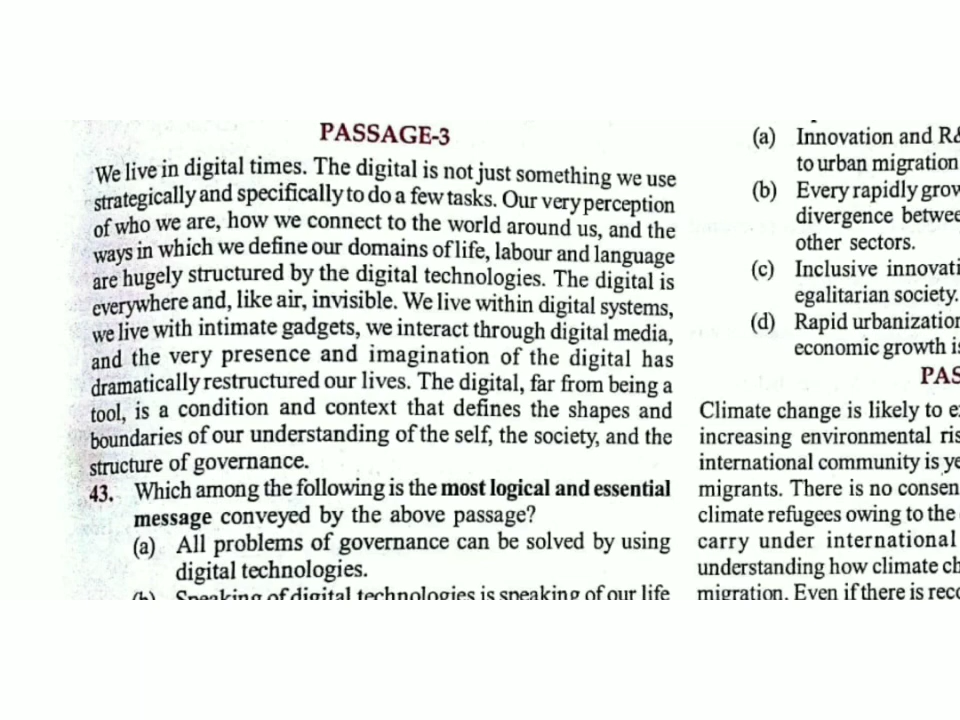 PASSAGE-3
We live in digital times. The digital is not just something we use
strategically and specifically to do a few tasks. Our very perception
of who we are, how we connect to the world around us, and the
ways in which we define our domains of life, labour and language
are hugely structured by the digital technologies. The digital is
everywhere and, like air, invisible. We live within digital systems,
we live with intimate gadgets, we interact through digital media,
and the very presence and imagination of the digital has
dramatically restructured our lives. The digital, far from being a
tool, is a condition and context that defines the shapes and
boundaries of our understanding of the self, the society, and the
structure of governance.
43. Which among the following is the most logical and essential
message conveyed by the above passage?
(a) All problems of governance can be solved by using
digital technologies.
(b) Speaking of digital technologies is speaking of our life
(a) Innovation and R&
to urban migration
(b) Every rapidly grow
divergence betwee
other sectors.
(c) Inclusive innovati
egalitarian society.
(d) Rapid urbanization
economic growth is
PAS
Climate change is likely to e
increasing environmental ris
international community is ye
migrants. There is no consen
climate refugees owing to the
carry under international
understanding how climate ch
migration. Even if there is reco